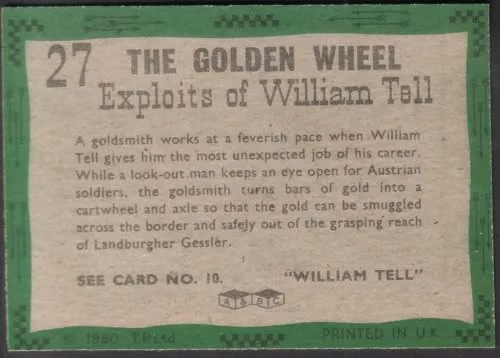 27 THE GOLDEN WHEEL
Exploits of William Tell
A goldsmith works at a feverish pace when William
Tell gives him the most unexpected job of his career.
While a look-out man keeps an eye open for Austrian
soldiers, the goldsmith turns bars of gold into a
cartwheel and axle so that the gold can be smuggled
across the border and safely out of the grasping reach
of Landburgher Gessler.
SEE CARD NO. 10. "WILLIAM TELL"
A & B C
© 1960 T.P. Ltd PRINTED IN U.K.